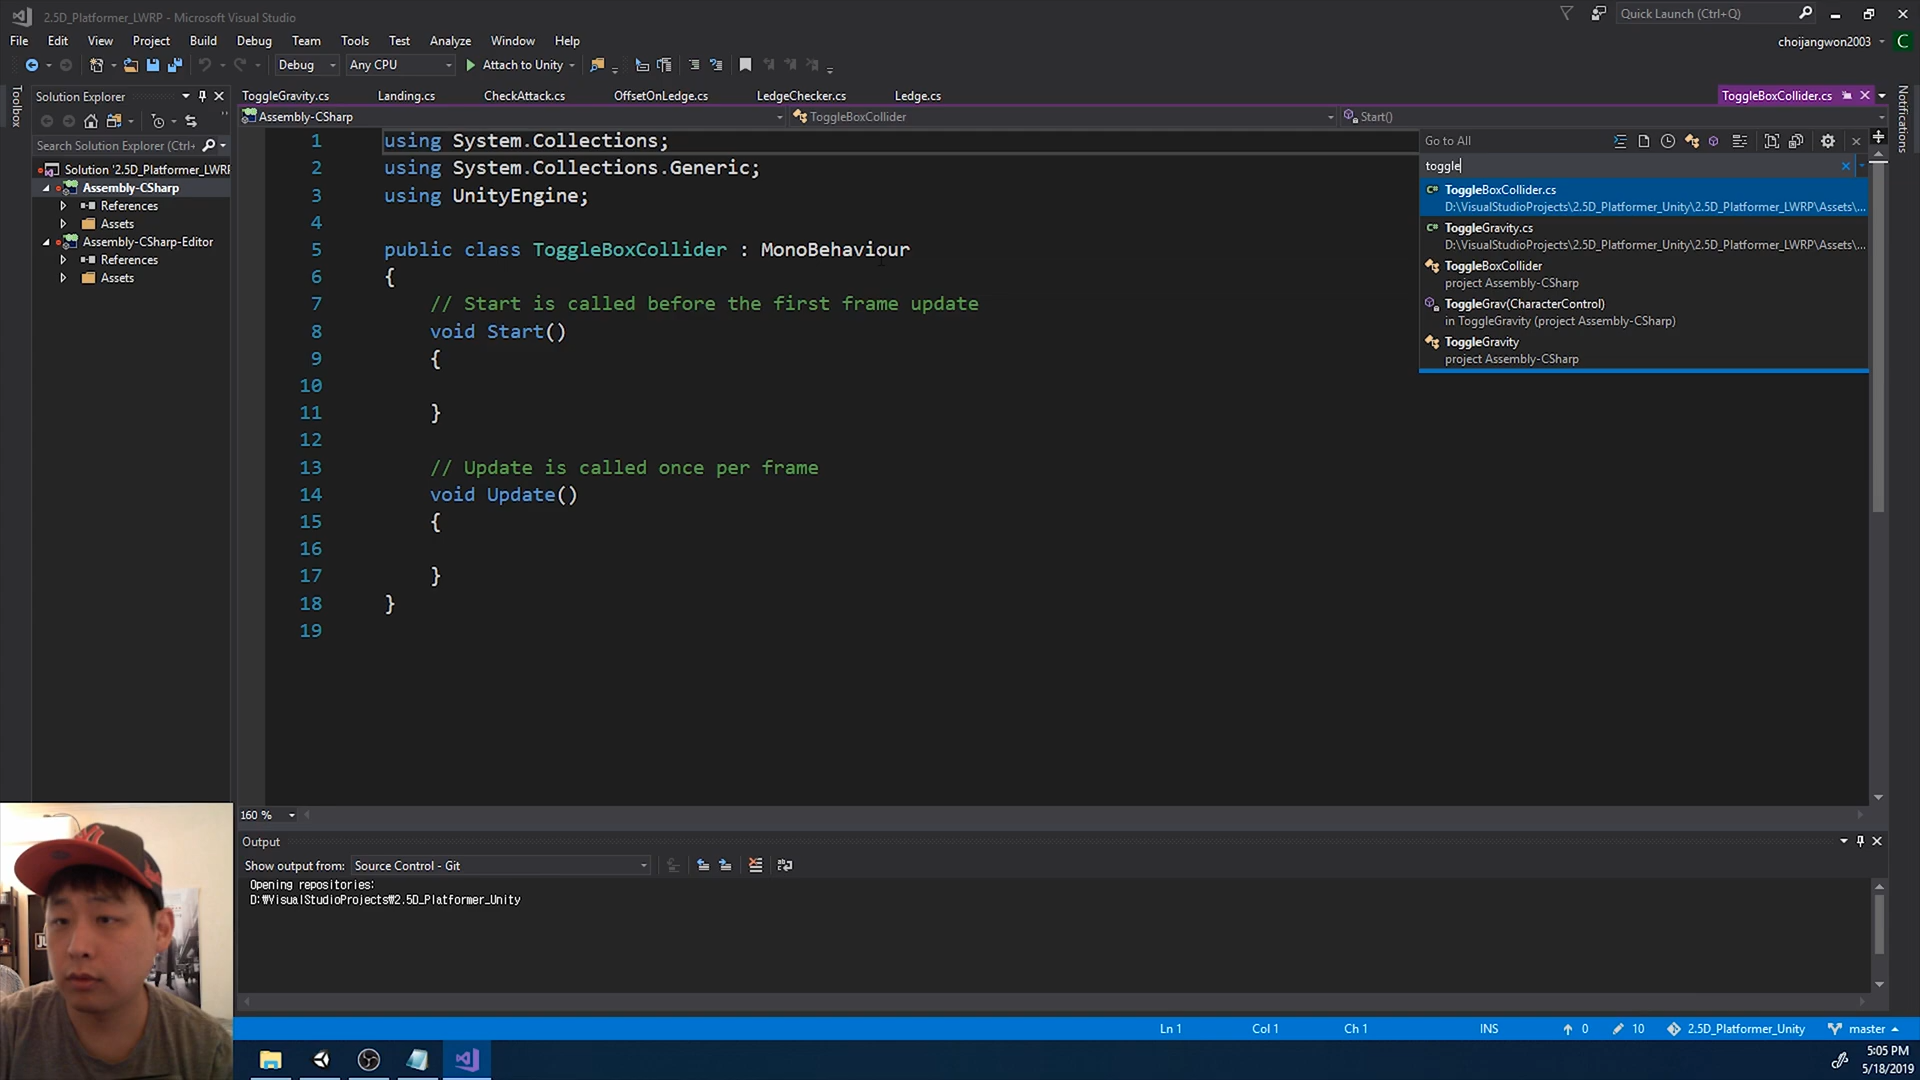 2.5D_Platformer_LWRP - Microsoft Visual Studio
Quick Launch (Ctrl+Q)
File Edit View Project Build Debug Team Tools Test Analyze Window Help
choijangwon2003
C
Debug
Any CPU
Attach to Unity
Toolbox
Solution Explorer
Search Solution Explorer (Ctrl+
Solution '2.5D_Platformer_LWRP
Assembly-CSharp
References
Assets
Assembly-CSharp-Editor
References
Assets
ToggleGravity.cs
Landing.cs
CheckAttack.cs
OffsetOnLedge.cs
LedgeChecker.cs
Ledge.cs
ToggleBoxCollider.cs
Notifications
Assembly-CSharp
ToggleBoxCollider
Start()
1 using System.Collections;
2 using System.Collections.Generic;
3 using UnityEngine;
4
5 public class ToggleBoxCollider : MonoBehaviour
6 {
7 // Start is called before the first frame update
8 void Start()
9 {
10
11 }
12
13 // Update is called once per frame
14 void Update()
15 {
16
17 }
18 }
19
Go to All
toggle
C# ToggleBoxCollider.cs
D:\VisualStudioProjects\2.5D_Platformer_Unity\2.5D_Platformer_LWRP\Assets\...
C# ToggleGravity.cs
D:\VisualStudioProjects\2.5D_Platformer_Unity\2.5D_Platformer_LWRP\Assets\...
ToggleBoxCollider
project Assembly-CSharp
ToggleGrav(CharacterControl)
in ToggleGravity (project Assembly-CSharp)
ToggleGravity
project Assembly-CSharp
160 %
Output
Show output from: Source Control - Git
Opening repositories:
D:₩VisualStudioProjects₩2.5D_Platformer_Unity
Ln 1
Col 1
Ch 1
INS
0
10
2.5D_Platformer_Unity
master
5:05 PM
5/18/2019